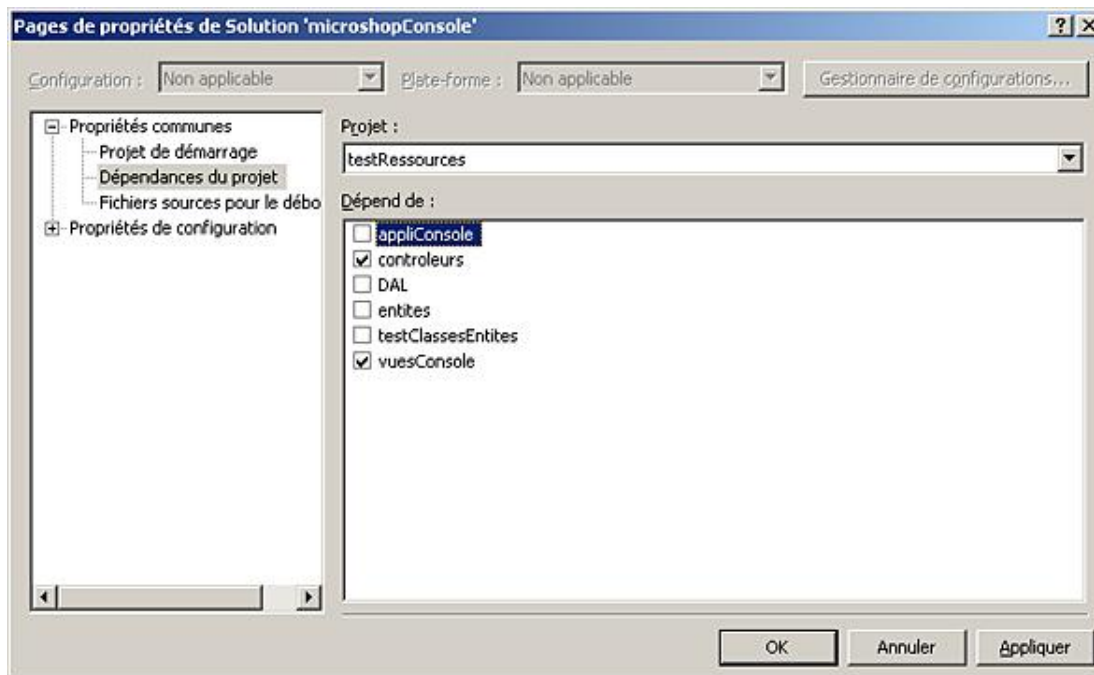 Pages de propriétés de Solution 'microshopConsole'
Configuration : Non applicable Plate-forme : Non applicable Gestionnaire de configurations...
Propriétés communes
Projet de démarrage
Dépendances du projet
Fichiers sources pour le débo
Propriétés de configuration
Projet :
testRessources
Dépend de :
appliConsole
controleurs
DAL
entites
testClassesEntites
vuesConsole
OK Annuler Appliquer